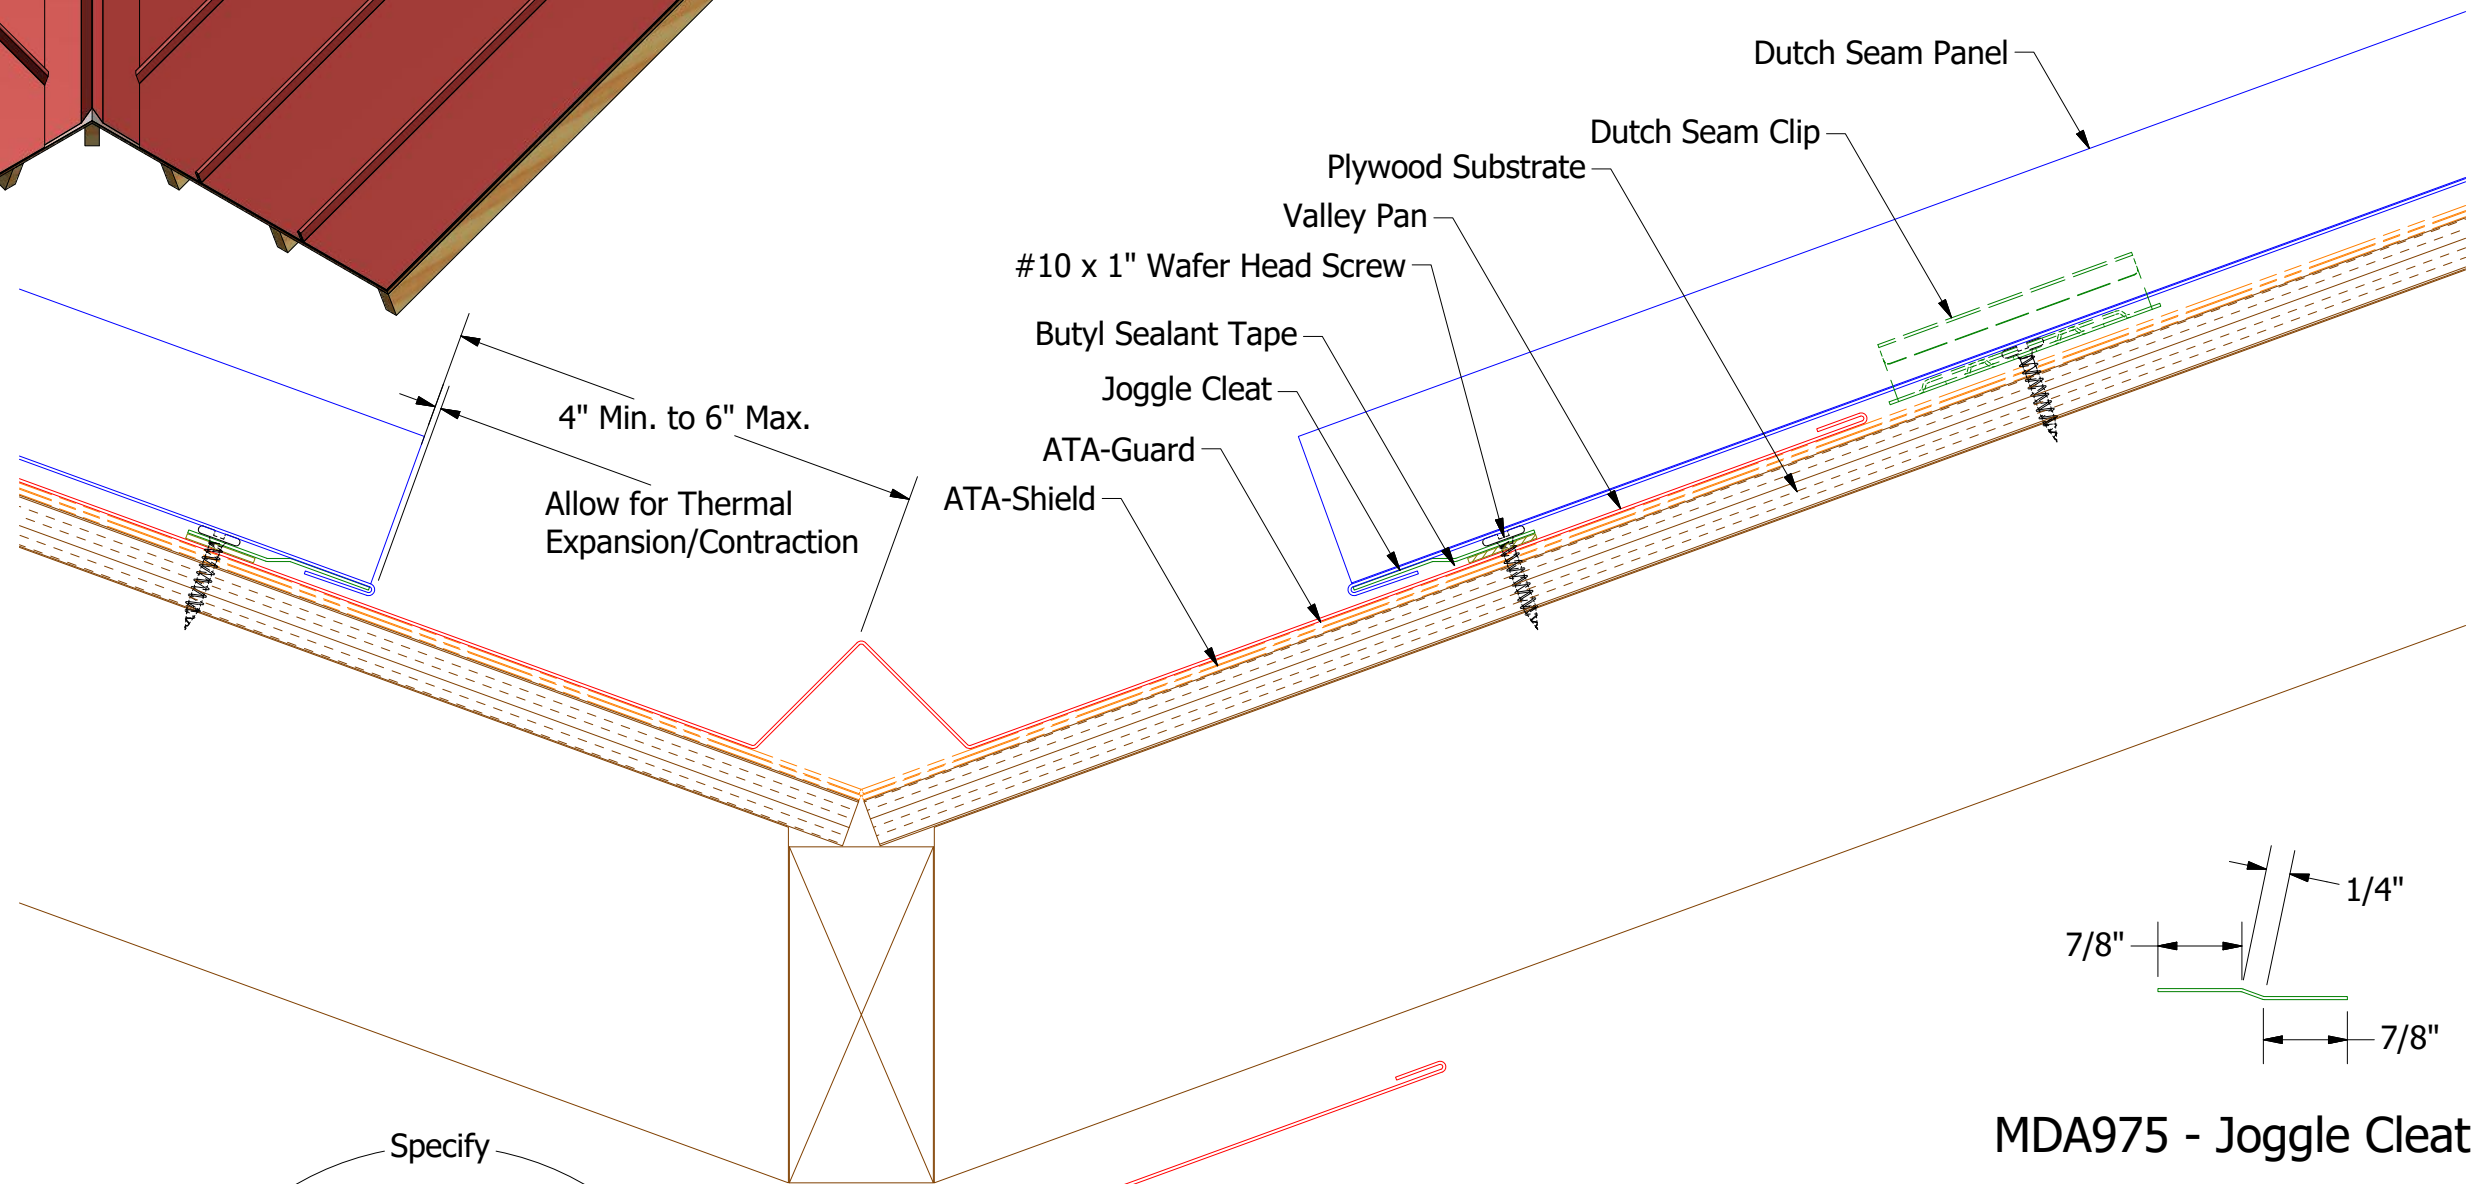 Dutch Seam Panel
Dutch Seam Clip
Plywood Substrate
Valley Pan
#10 x 1" Wafer Head Screw
Butyl Sealant Tape
Joggle Cleat
ATA-Guard
ATA-Shield
4" Min. to 6" Max.
Allow for Thermal
Expansion/Contraction
1/4"
7/8"
7/8"
MDA975 - Joggle Cleat
Specify